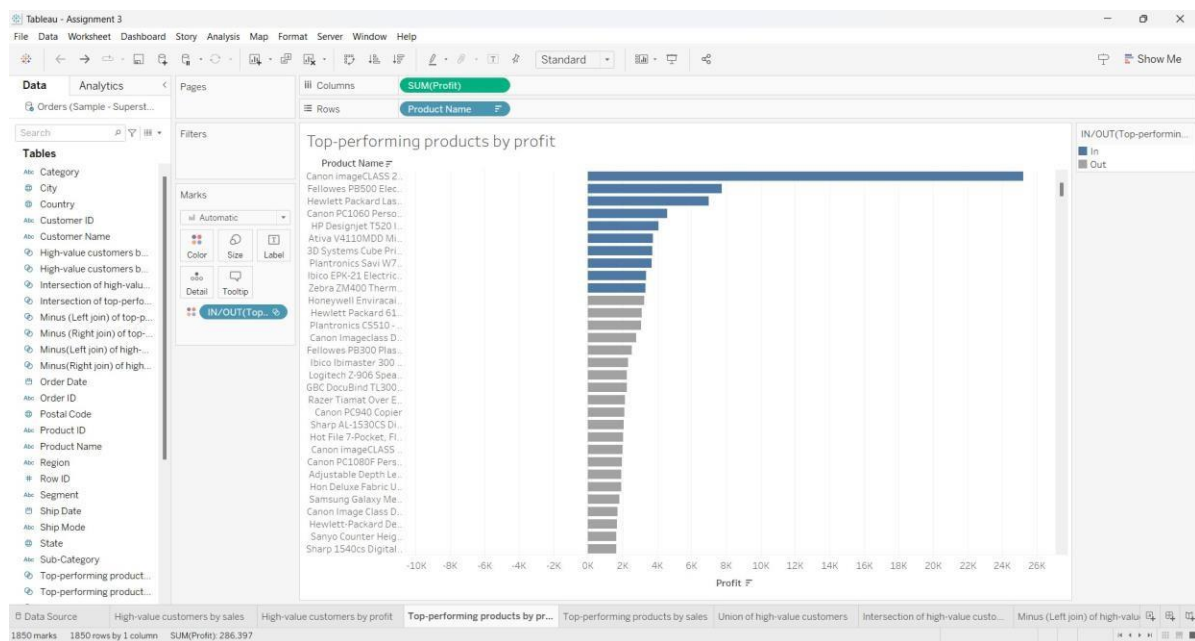 Tableau - Assignment 3
File Data Worksheet Dashboard Story Analysis Map Format Server Window Help
Standard
Show Me
Data Analytics
Pages
Columns
SUM(Profit)
Orders (Sample - Superst...
Rows
Product Name
Search
Filters
Tables
Category
City
Country
Customer ID
Customer Name
High-value customers b...
High-value customers b...
Intersection of high-valu...
Intersection of top-perfo...
Minus (Left join) of top-p...
Minus (Right join) of top-...
Minus(Left join) of high-...
Minus(Right join) of high...
Order Date
Order ID
Postal Code
Product ID
Product Name
Region
Row ID
Segment
Ship Date
Ship Mode
State
Sub-Category
Top-performing product...
Top-performing product...
Marks
Automatic
Color Size Label
Detail Tooltip
IN/OUT(Top..
Top-performing products by profit
Product Name
Canon imageCLASS 2..
Fellowes PB500 Elec..
Hewlett Packard Las..
Canon PC1060 Perso..
HP Designjet T520 I..
Ativa V4110MDD Mi..
3D Systems Cube Pri..
Plantronics Savi W7..
Ibico EPK-21 Electric..
Zebra ZM400 Therm..
Honeywell Enviracai..
Hewlett Packard 61..
Plantronics CS510 - ..
Canon Imageclass D..
Fellowes PB300 Plas..
Ibico Ibimaster 300 ..
Logitech Z-906 Spea..
GBC DocuBind TL300..
Razer Tiamat Over E..
Canon PC940 Copier
Sharp AL-1530CS Di..
Hot File 7-Pocket, Fl..
Canon imageCLASS ..
Canon PC1080F Pers..
Adjustable Depth Le..
Hon Deluxe Fabric U..
Samsung Galaxy Me..
Canon Image Class D..
Hewlett-Packard De..
Sanyo Counter Heig..
Sharp 1540cs Digital..
-10K -8K -6K -4K -2K 0K 2K 4K 6K 8K 10K 12K 14K 16K 18K 20K 22K 24K 26K
Profit
IN/OUT(Top-performin...
In
Out
Data Source High-value customers by sales High-value customers by profit Top-performing products by pr... Top-performing products by sales Union of high-value customers Intersection of high-value custo... Minus (Left join) of high-valu
1850 marks 1850 rows by 1 column SUM(Profit): 286,397